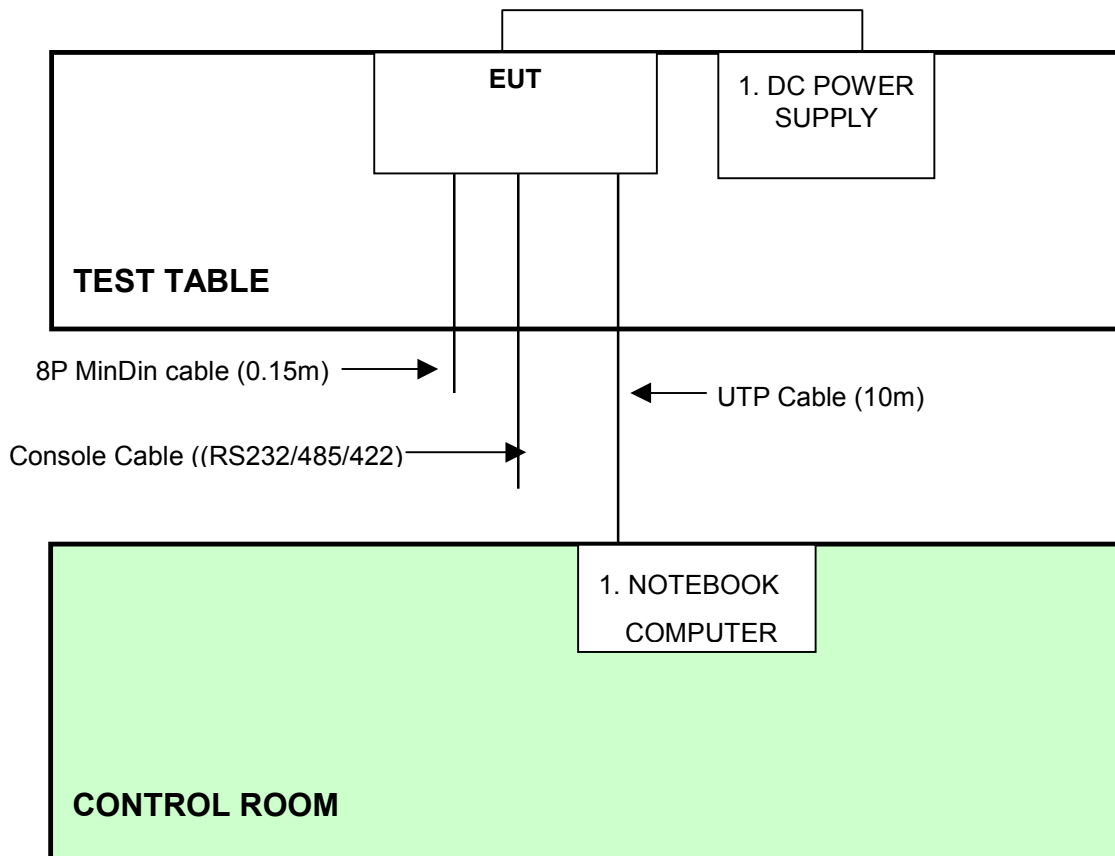 EUT
1. DC POWER
SUPPLY
TEST TABLE
8P MinDin cable (0.15m)
UTP Cable (10m)
Console Cable ((RS232/485/422)
1. NOTEBOOK
COMPUTER
CONTROL ROOM